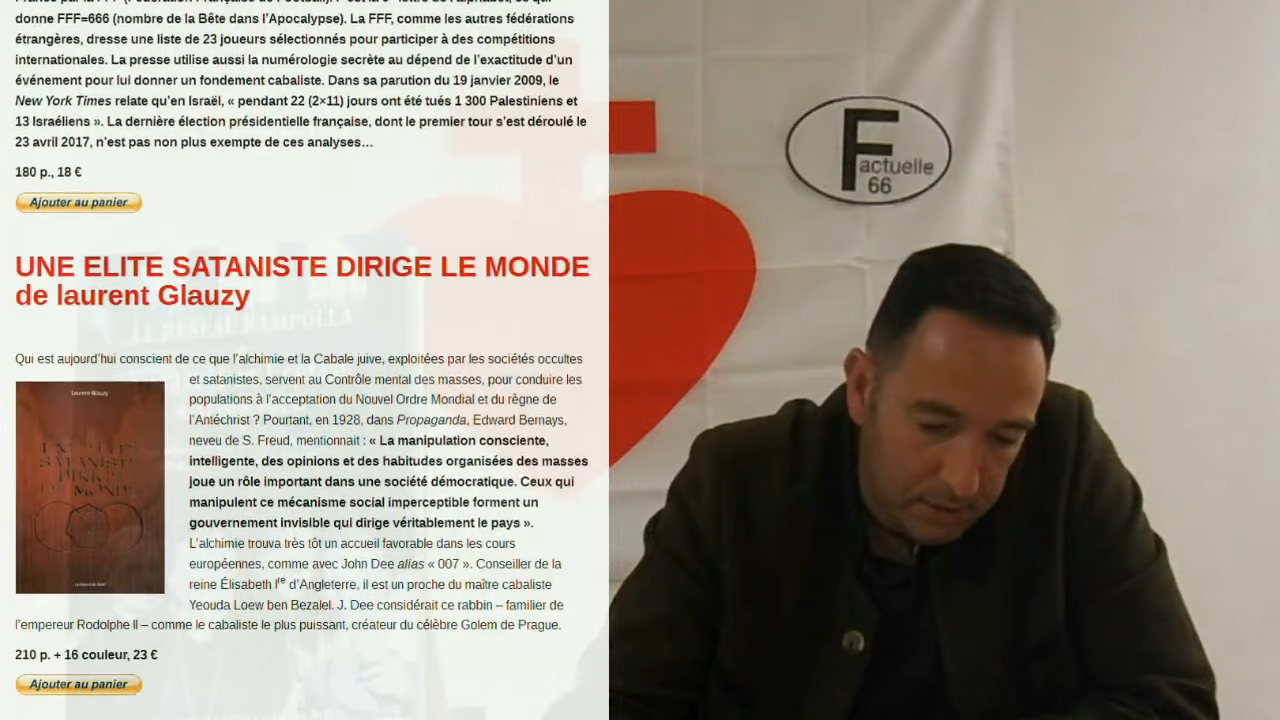 donne FFF=666 (nombre de la Bête dans l'Apocalypse). La FFF, comme les autres fédérations
étrangères, dresse une liste de 23 joueurs sélectionnés pour participer à des compétitions
internationales. La presse utilise aussi la numérologie secrète au dépend de l'exactitude d'un
événement pour lui donner un fondement cabaliste. Dans sa parution du 19 janvier 2009, le
New York Times relate qu'en Israël, « pendant 22 (2×11) jours ont été tués 1 300 Palestiniens et
13 Israéliens ». La dernière élection présidentielle française, dont le premier tour s'est déroulé le
23 avril 2017, n'est pas non plus exempte de ces analyses…
180 p., 18 €
Ajouter au panier
UNE ELITE SATANISTE DIRIGE LE MONDE
de laurent Glauzy
LE RESEAU RAMPOLLA
Qui est aujourd'hui conscient de ce que l'alchimie et la Cabale juive, exploitées par les sociétés occultes
et satanistes, servent au Contrôle mental des masses, pour conduire les
populations à l'acceptation du Nouvel Ordre Mondial et du règne de
l'Antéchrist ? Pourtant, en 1928, dans Propaganda, Edward Bernays,
neveu de S. Freud, mentionnait : « La manipulation consciente,
intelligente, des opinions et des habitudes organisées des masses
joue un rôle important dans une société démocratique. Ceux qui
manipulent ce mécanisme social imperceptible forment un
gouvernement invisible qui dirige véritablement le pays ».
L'alchimie trouva très tôt un accueil favorable dans les cours
européennes, comme avec John Dee alias « 007 ». Conseiller de la
reine Élisabeth Ire d'Angleterre, il est un proche du maître cabaliste
Yeouda Loew ben Bezalel. J. Dee considérait ce rabbin – familier de
l'empereur Rodolphe II – comme le cabaliste le plus puissant, créateur du célèbre Golem de Prague.
Laurent Glauzy
UNE ELITE
SATANISTE
DIRIGE
LE MONDE
210 p. + 16 couleur, 23 €
Ajouter au panier
Factuelle
66